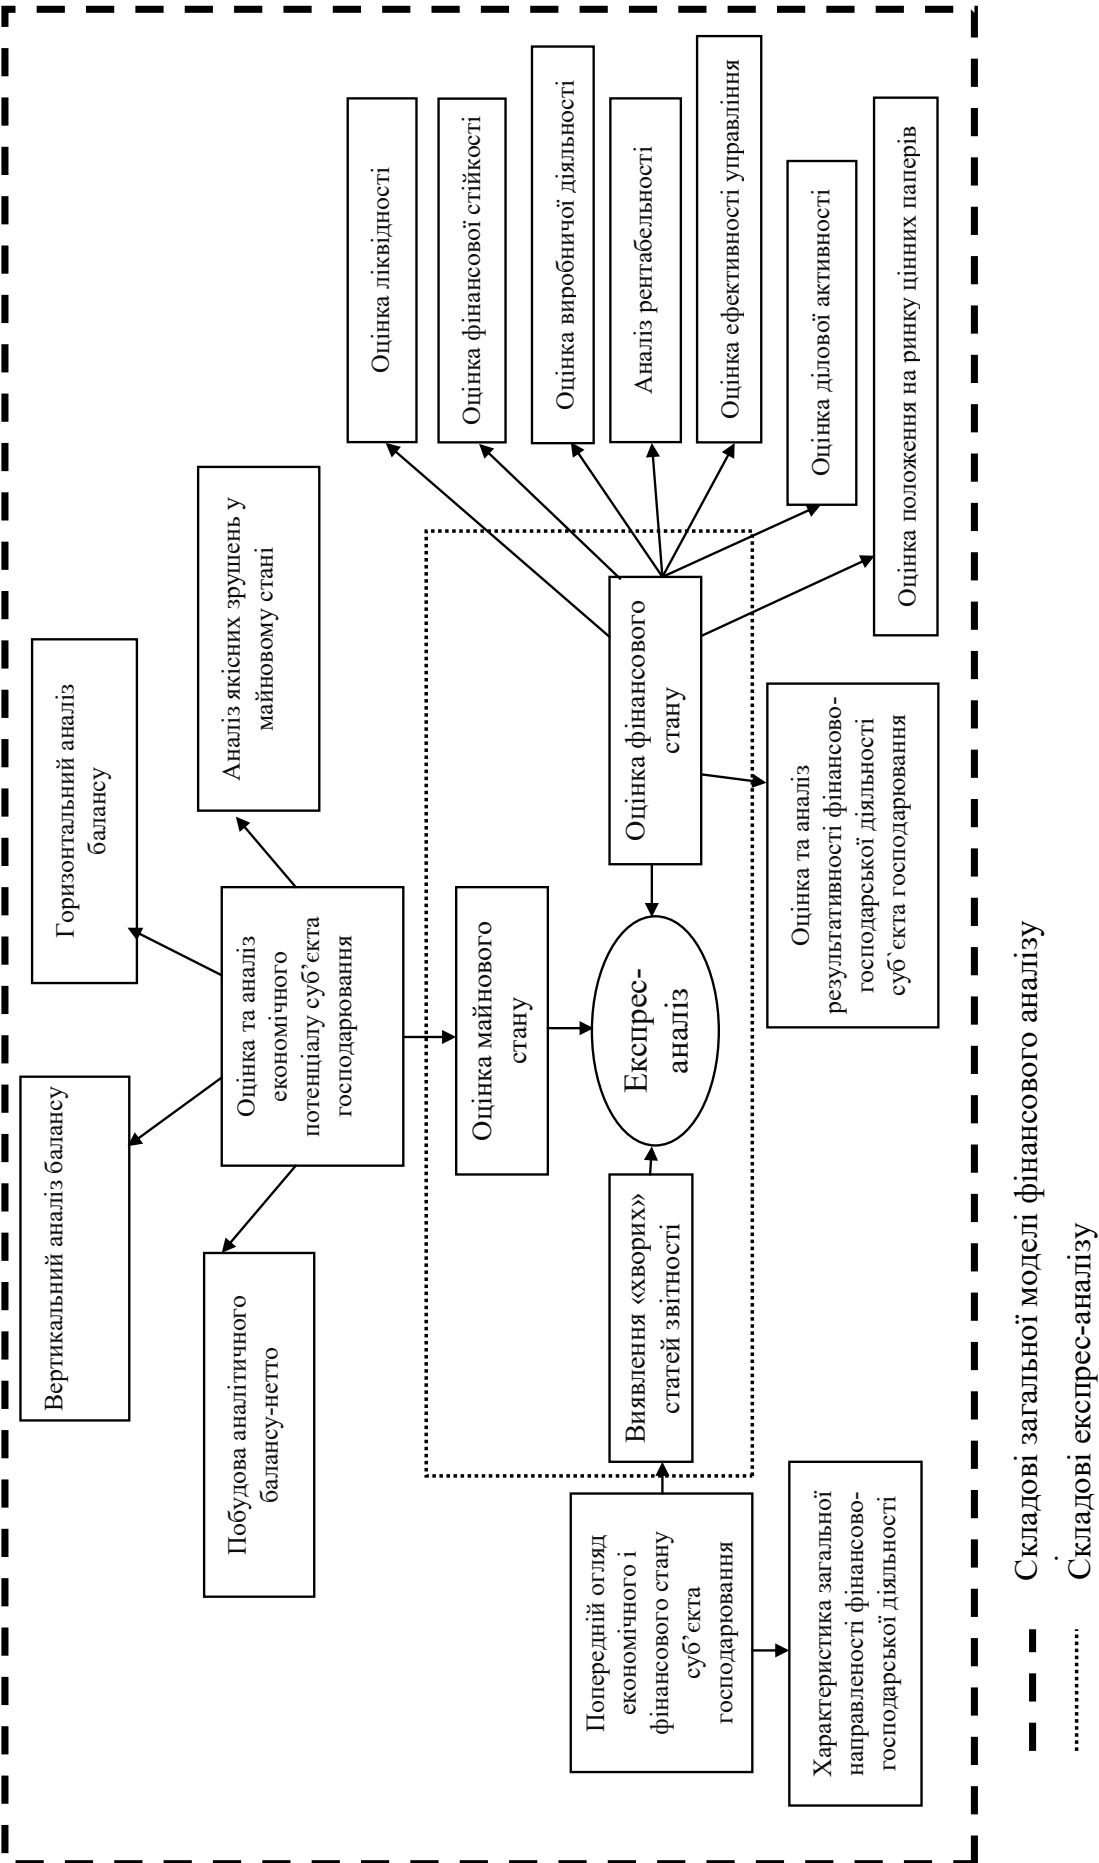 Вертикальний аналіз балансу
Горизонтальний аналіз
балансу
Побудова аналітичного
балансу-нетто
Оцінка та аналіз
економічного
потенціалу суб’єкта
господарювання
Аналіз якісних зрушень у
майновому стані
Оцінка майнового
стану
Попередній огляд
економічного і
фінансового стану
суб’єкта
господарювання
Виявлення «хворих»
статей звітності
Експрес-
аналіз
Оцінка фінансового
стану
Оцінка ліквідності
Оцінка фінансової стійкості
Оцінка виробничої діяльності
Аналіз рентабельності
Оцінка ефективності управління
Оцінка ділової активності
Оцінка положення на ринку цінних паперів
Характеристика загальної
направленості фінансово-
господарської діяльності
Оцінка та аналіз
результативності фінансово-
господарської діяльності
суб`єкта господарювання
Складові загальної моделі фінансового аналізу
Складові експрес-аналізу